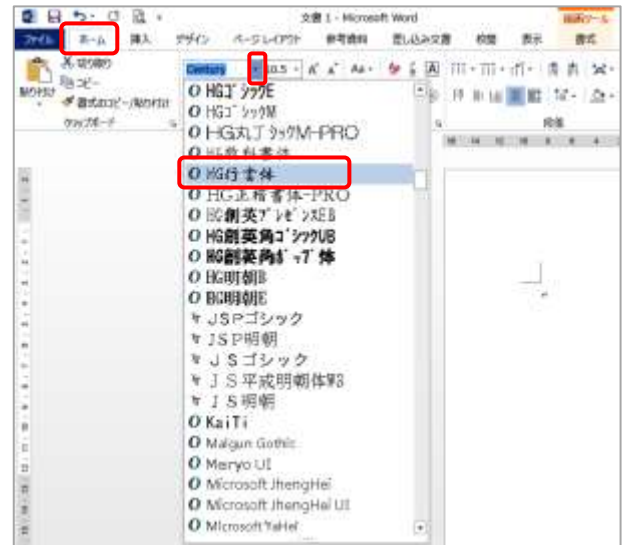 文書 1 - Microsoft Word
ファイル ホーム 挿入 デザイン ページレイアウト 参考資料 差し込み文書 校閲 表示 書式
切り取り
コピー
貼り付け 書式のコピー/貼り付け
クリップボード
Century 10.5
段落
O HGゴシックE
O HGゴシックM
O HG丸ゴシックM-PRO
O HG教科書体
O HG行書体
O HG正楷書体-PRO
O HG創英プレゼンスEB
O HG創英角ゴシックUB
O HG創英角ポップ体
O HG明朝B
O HG明朝E
JSPゴシック
JSP明朝
JSゴシック
JS平成明朝体W3
JS明朝
O KaiTi
O Malgun Gothic
O Meiryo UI
O Microsoft JhengHei
O Microsoft JhengHei UI
O Microsoft YaHei